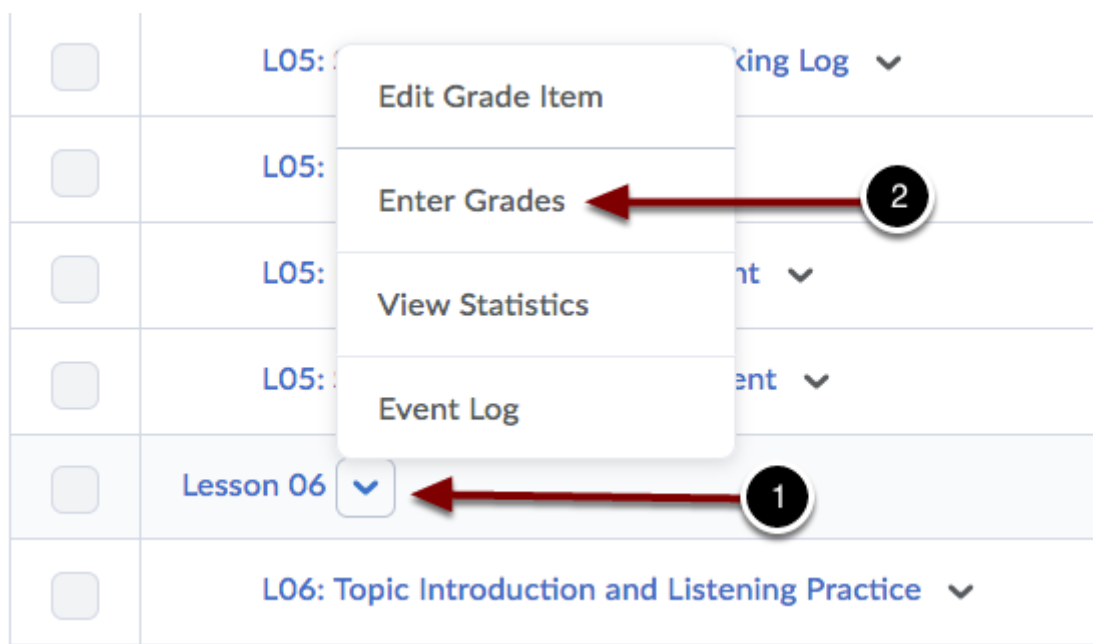 L05:
king Log
Edit Grade Item
L05:
Enter Grades
2
L05:
nt
View Statistics
L05:
ent
Event Log
Lesson 06
1
L06: Topic Introduction and Listening Practice